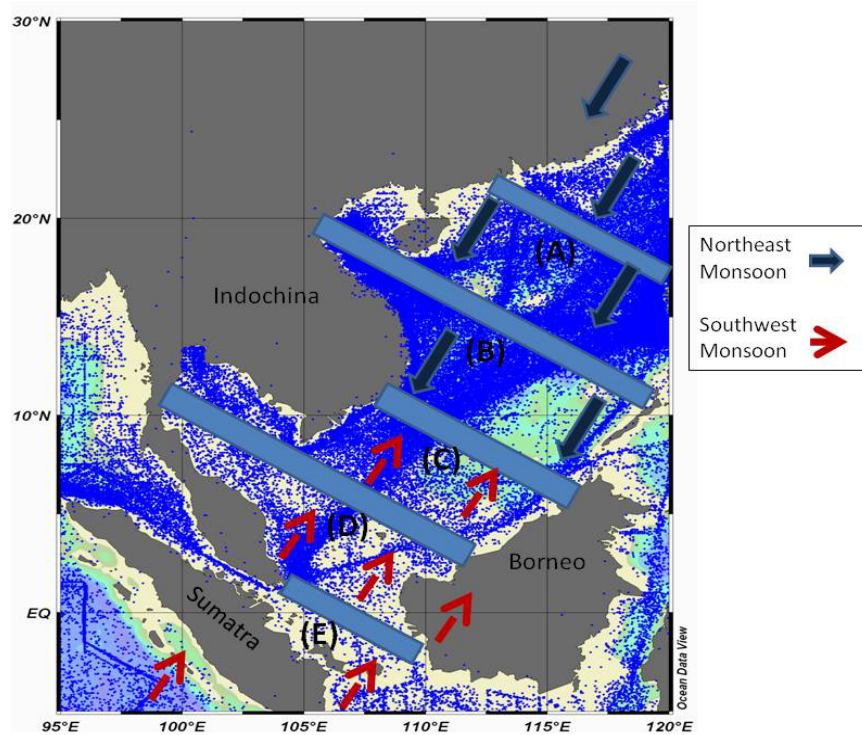 30°N
20°N
10°N
EQ
(A)
Indochina
(B)
(C)
(D)
Borneo
Sumatra
(E)
Ocean Data View
95°E
100°E
105°E
110°E
115°E
120°E
Northeast
Monsoon
Southwest
Monsoon